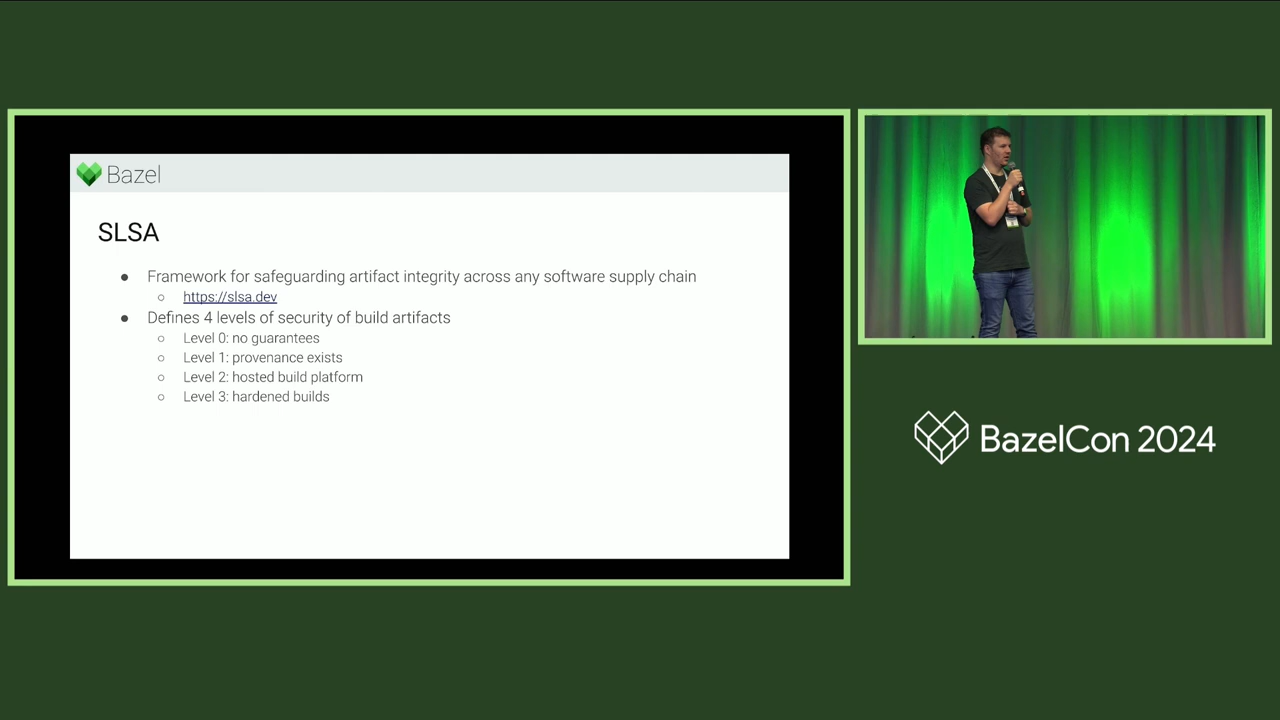 Bazel
SLSA
● Framework for safeguarding artifact integrity across any software supply chain
○ https://slsa.dev
● Defines 4 levels of security of build artifacts
○ Level 0: no guarantees
○ Level 1: provenance exists
○ Level 2: hosted build platform
○ Level 3: hardened builds
BazelCon 2024